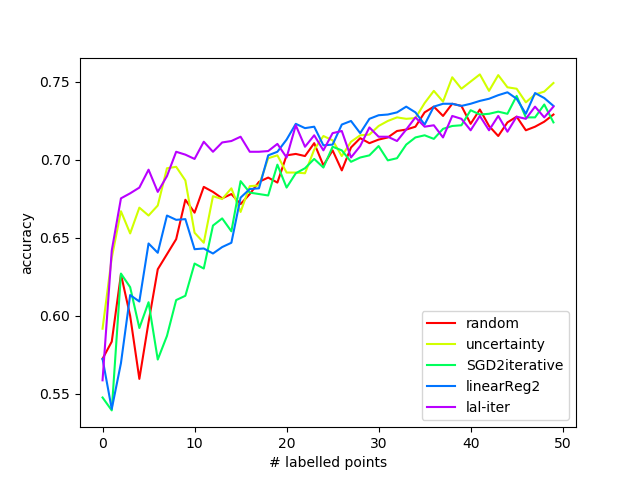 0.75
0.70
0.65
0.60
0.55
accuracy
0 10 20 30 40 50
# labelled points
random
uncertainty
SGD2iterative
linearReg2
lal-iter